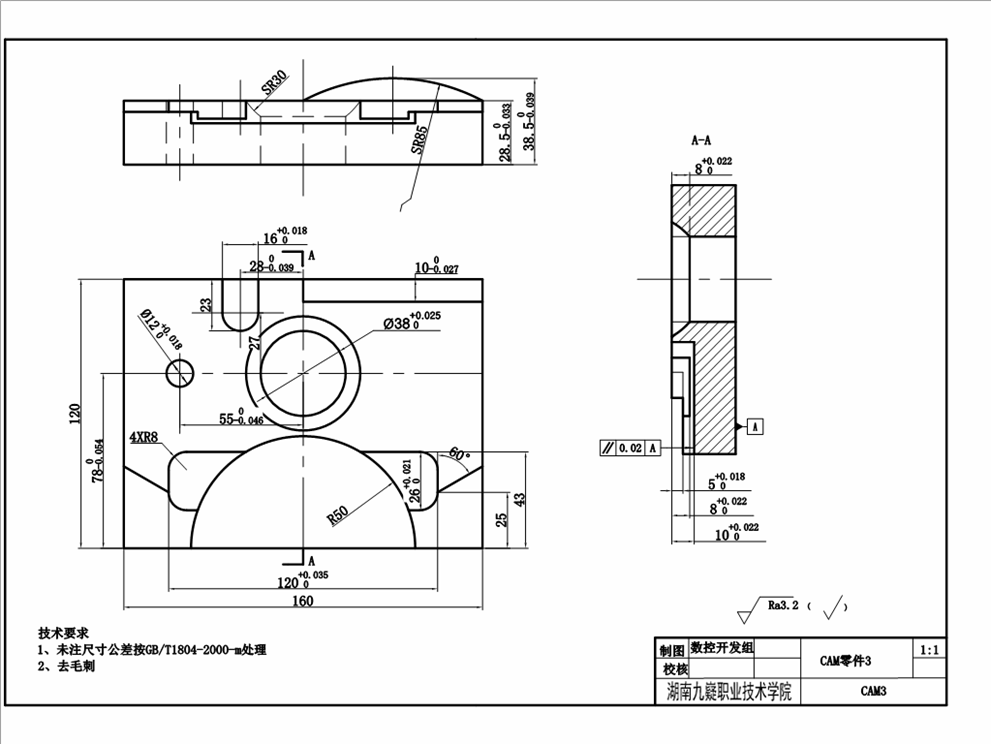 SR30
SR85
28.5 0 -0.033
38.5 0 -0.039
A-A
8 +0.022 0
16 +0.018 0
A
28 0 -0.039
10 0 -0.027
23
Ø12 +0.018 0
27
Ø38 +0.025 0
55 0 -0.046
120
78 0 -0.054
4XR8
60°
26 +0.021 0
R50
43
25
A
// 0.02 A
A
5 +0.018 0
8 +0.022 0
10 +0.022 0
120 +0.035 0
160
Ra3.2 ( )
技术要求
1、未注尺寸公差按GB/T1804-2000-m处理
2、去毛刺
制图 数控开发组
校核
CAM零件3
1:1
湖南九嶷职业技术学院
CAM3